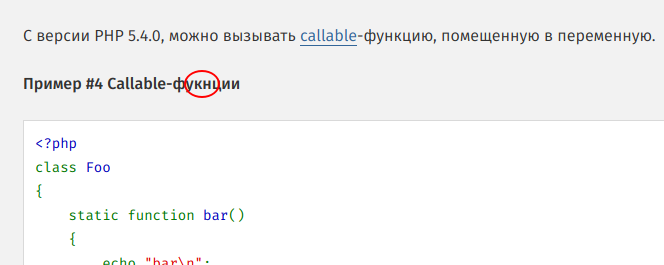 С версии PHP 5.4.0, можно вызывать callable-функцию, помещенную в переменную.
Пример #4 Callable-фукнции
<?php
class Foo
{
    static function bar()
    {
        echo "bar\n";